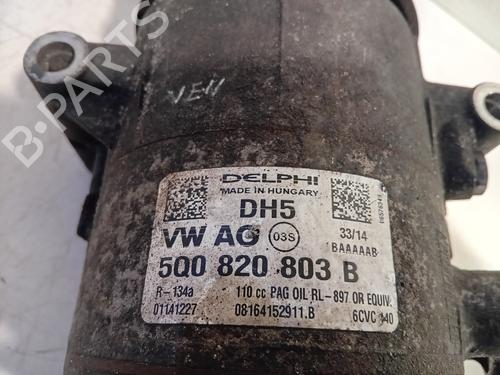 B-PARTS
VEII
DELPHI
MADE IN HUNGARY
DH5
VW AG 03S
33/14
BAAAAAB
5Q0 820 803 B
R-134a 110 cc PAG OIL RL-897 OR EQUIV.
01141227 08164152911.B 6CVC 140